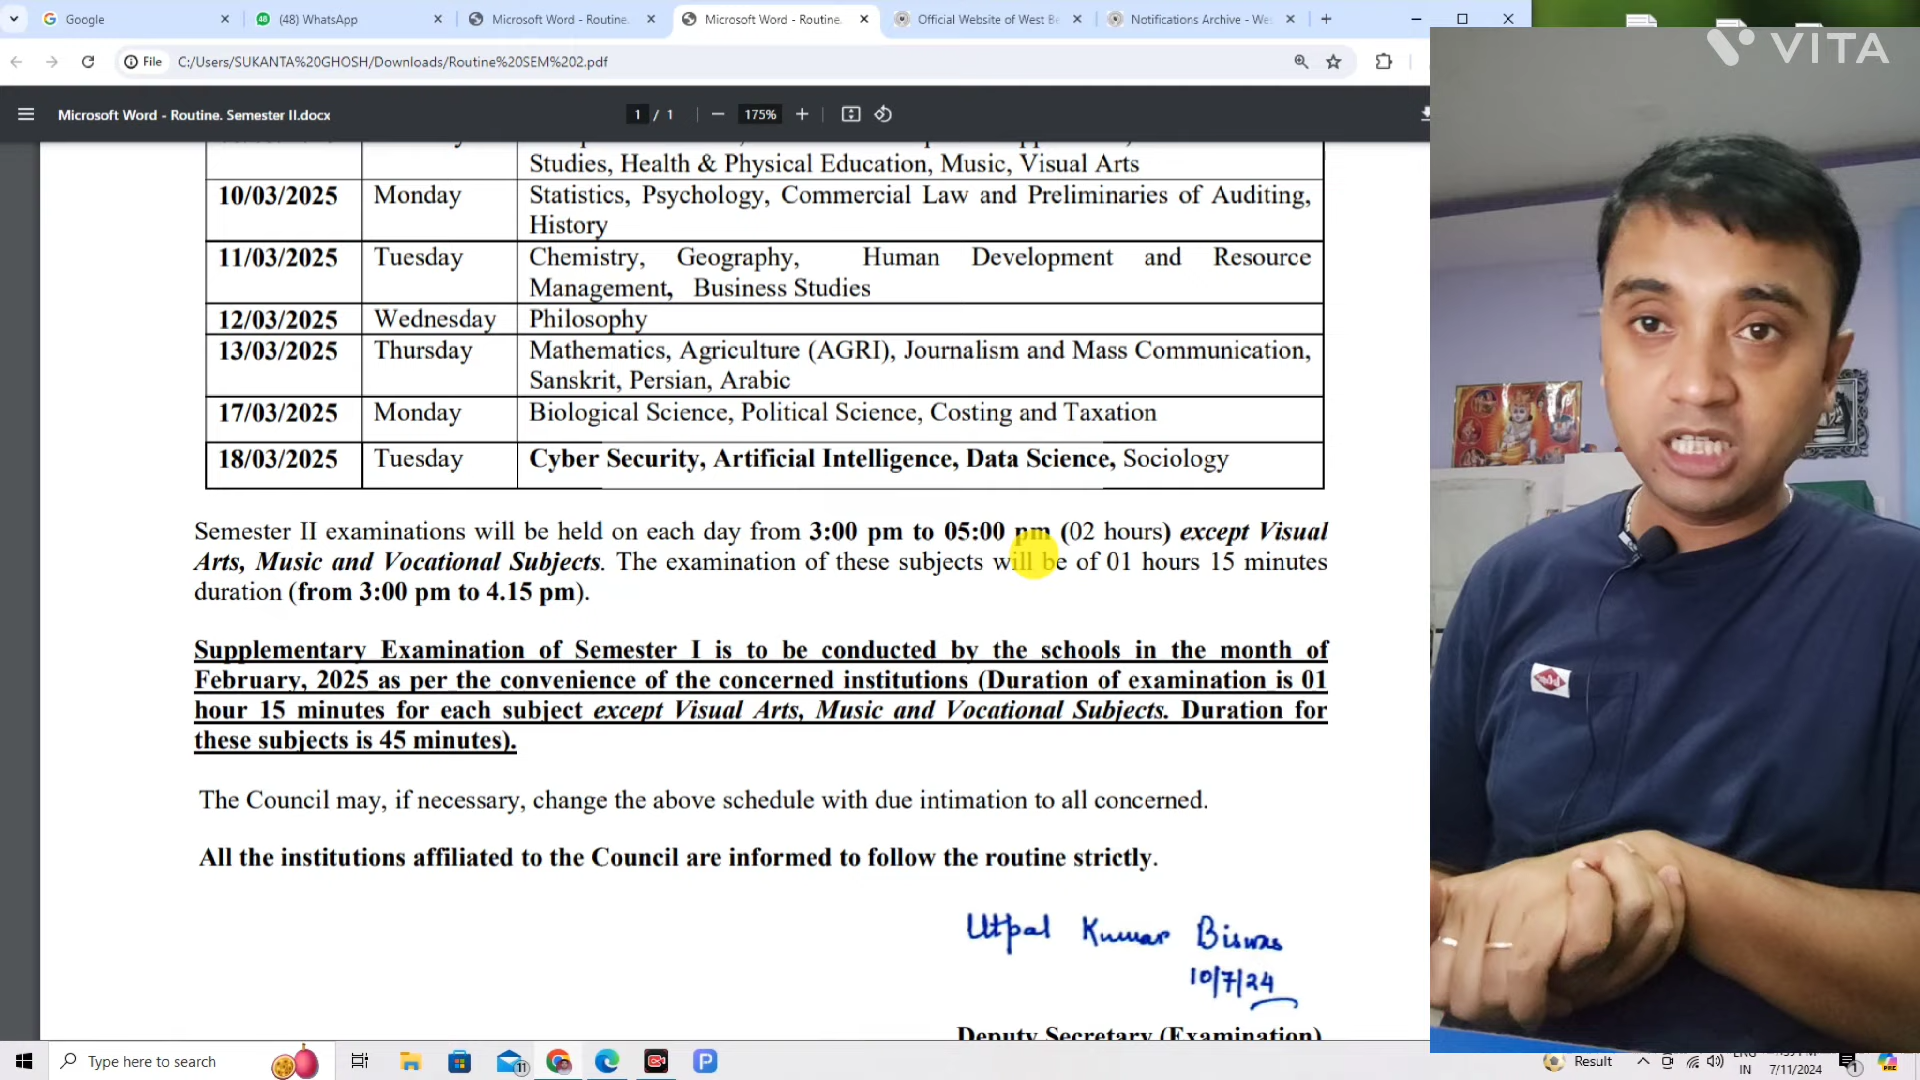 Google
(48) WhatsApp
Microsoft Word - Routine.
Microsoft Word - Routine.
Official Website of West Be
Notifications Archive - We
File
C:/Users/SUKANTA%20GHOSH/Downloads/Routine%20SEM%202.pdf
VITA
Microsoft Word - Routine. Semester II.docx
1 / 1
175%
Studies, Health & Physical Education, Music, Visual Arts
10/03/2025 Monday Statistics, Psychology, Commercial Law and Preliminaries of Auditing,
History
11/03/2025 Tuesday Chemistry, Geography, Human Development and Resource
Management, Business Studies
12/03/2025 Wednesday Philosophy
13/03/2025 Thursday Mathematics, Agriculture (AGRI), Journalism and Mass Communication,
Sanskrit, Persian, Arabic
17/03/2025 Monday Biological Science, Political Science, Costing and Taxation
18/03/2025 Tuesday Cyber Security, Artificial Intelligence, Data Science, Sociology
Semester II examinations will be held on each day from 3:00 pm to 05:00 pm (02 hours) except Visual
Arts, Music and Vocational Subjects. The examination of these subjects will be of 01 hours 15 minutes
duration (from 3:00 pm to 4.15 pm).
Supplementary Examination of Semester I is to be conducted by the schools in the month of
February, 2025 as per the convenience of the concerned institutions (Duration of examination is 01
hour 15 minutes for each subject except Visual Arts, Music and Vocational Subjects. Duration for
these subjects is 45 minutes).
The Council may, if necessary, change the above schedule with due intimation to all concerned.
All the institutions affiliated to the Council are informed to follow the routine strictly.
Utpal Kumar Biswas
10/7/24
Deputy Secretary (Examination)
Type here to search
11
Result
ENG
IN
7/11/2024
1
PRE